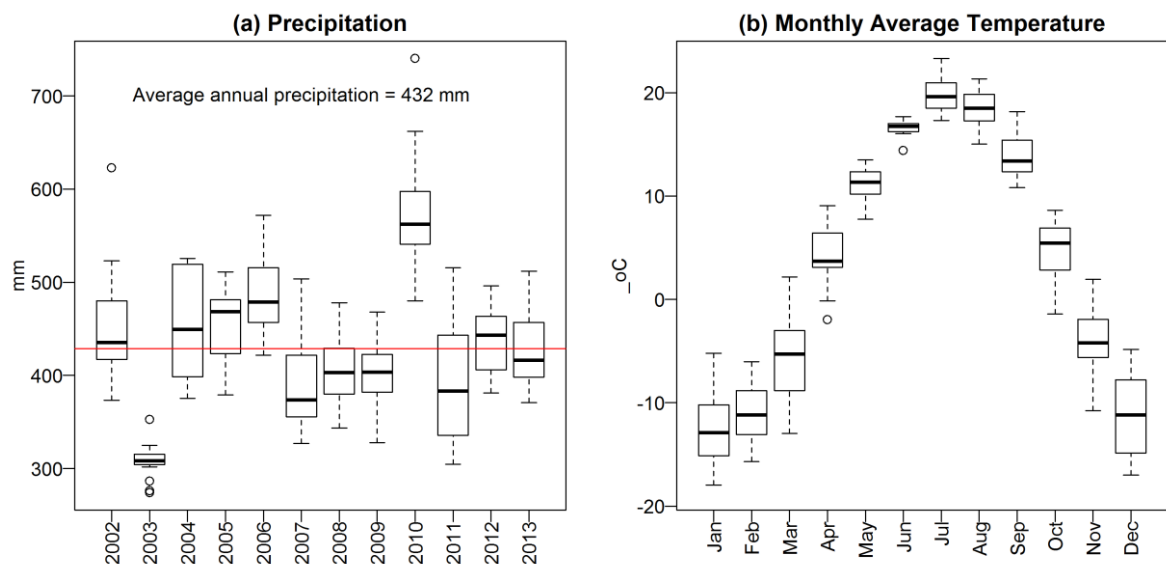 (a) Precipitation
Average annual precipitation = 432 mm
mm
700
600
500
400
300
2002
2003
2004
2005
2006
2007
2008
2009
2010
2011
2012
2013
(b) Monthly Average Temperature
_oC
20
10
0
-10
-20
Jan
Feb
Mar
Apr
May
Jun
Jul
Aug
Sep
Oct
Nov
Dec